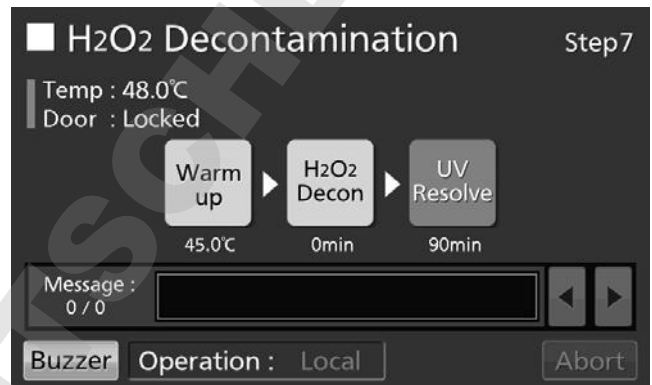 H2O2 Decontamination Step7
Temp : 48.0℃
Door : Locked
Warm up
H2O2 Decon
UV Resolve
45.0℃ 0min 90min
Message :
0 / 0
Buzzer Operation : Local Abort